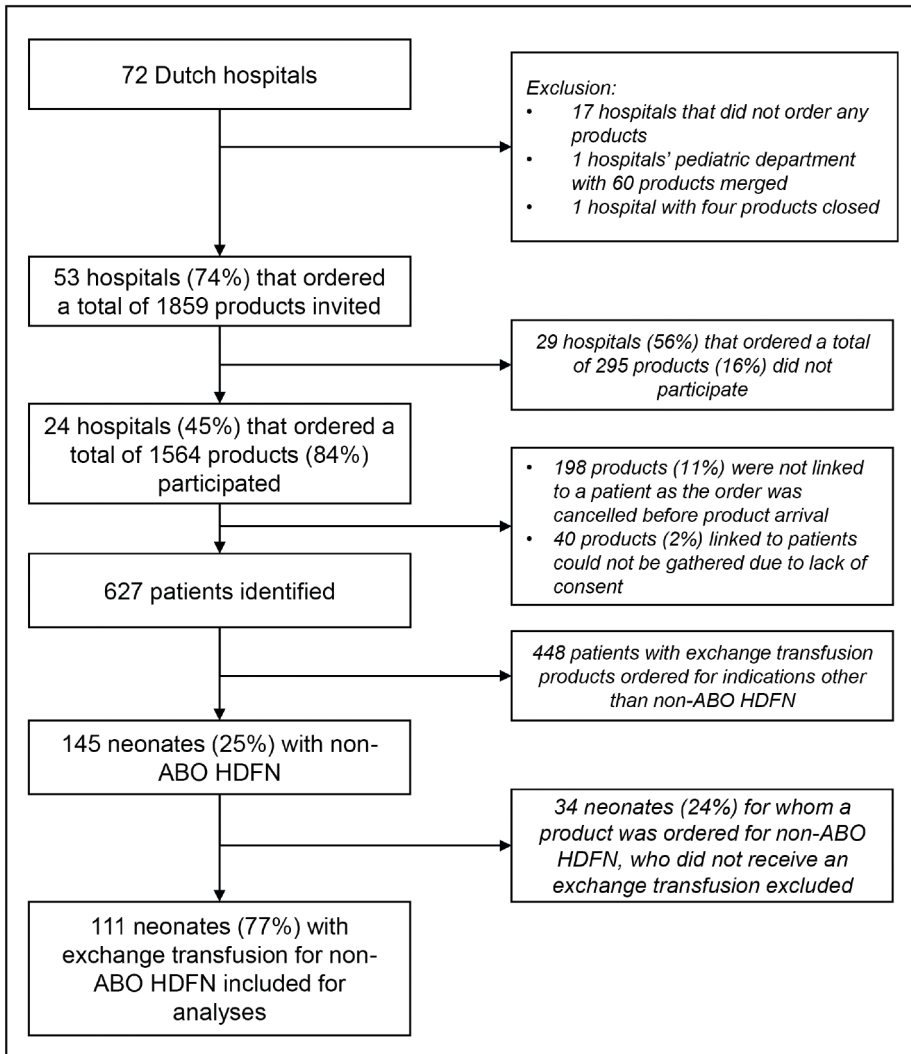 72 Dutch hospitals
Exclusion:
• 17 hospitals that did not order any
products
• 1 hospitals' pediatric department
with 60 products merged
• 1 hospital with four products closed
53 hospitals (74%) that ordered
a total of 1859 products invited
29 hospitals (56%) that ordered a total
of 295 products (16%) did not
participate
24 hospitals (45%) that ordered a
total of 1564 products (84%)
participated
• 198 products (11%) were not linked
to a patient as the order was
cancelled before product arrival
• 40 products (2%) linked to patients
could not be gathered due to lack of
consent
627 patients identified
448 patients with exchange transfusion
products ordered for indications other
than non-ABO HDFN
145 neonates (25%) with non-
ABO HDFN
34 neonates (24%) for whom a
product was ordered for non-ABO
HDFN, who did not receive an
exchange transfusion excluded
111 neonates (77%) with
exchange transfusion for non-
ABO HDFN included for
analyses